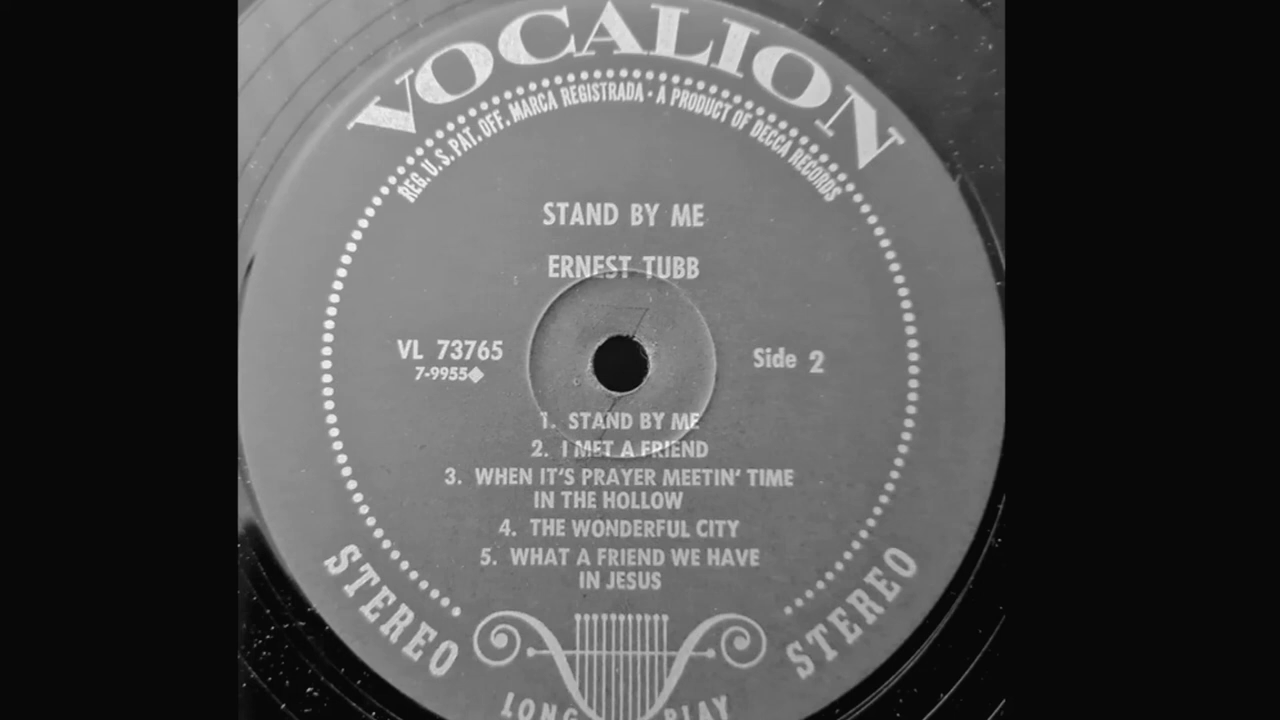 VOCALION
REG. U.S. PAT. OFF. MARCA REGISTRADA · A PRODUCT OF DECCA RECORDS
STAND BY ME
ERNEST TUBB
VL 73765
7-9955◆
Side 2
1. STAND BY ME
2. I MET A FRIEND
3. WHEN IT'S PRAYER MEETIN' TIME
IN THE HOLLOW
4. THE WONDERFUL CITY
5. WHAT A FRIEND WE HAVE
IN JESUS
STEREO
STEREO
LONG PLAY